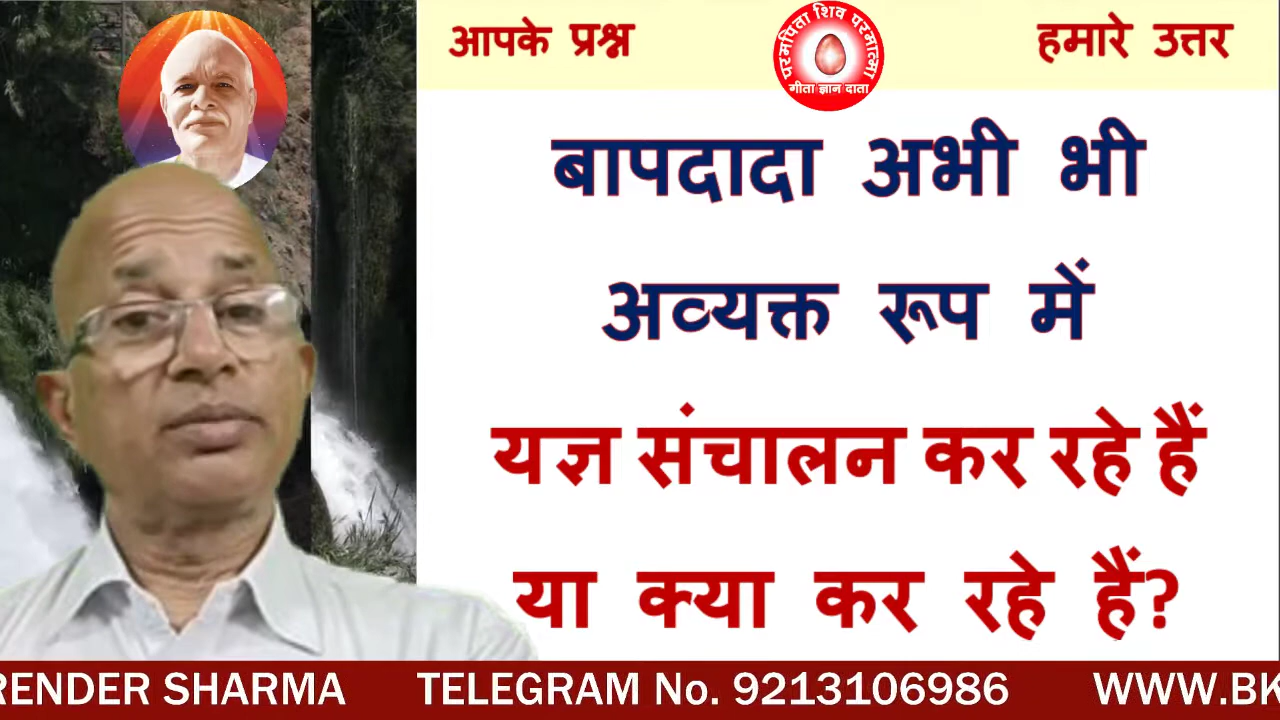 आपके प्रश्न
परमपिता शिव परमात्मा
गीता ज्ञान दाता
हमारे उत्तर
बापदादा अभी भी
अव्यक्त रूप में
यज्ञ संचालन कर रहे हैं
या क्या कर रहे हैं?
RENDER SHARMA TELEGRAM No. 9213106986 WWW.BK